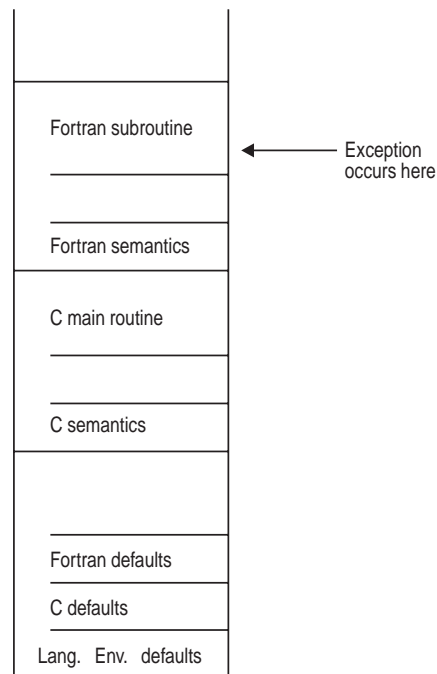 Fortran subroutine
Exception
occurs here
Fortran semantics
C main routine
C semantics
Fortran defaults
C defaults
Lang. Env. defaults